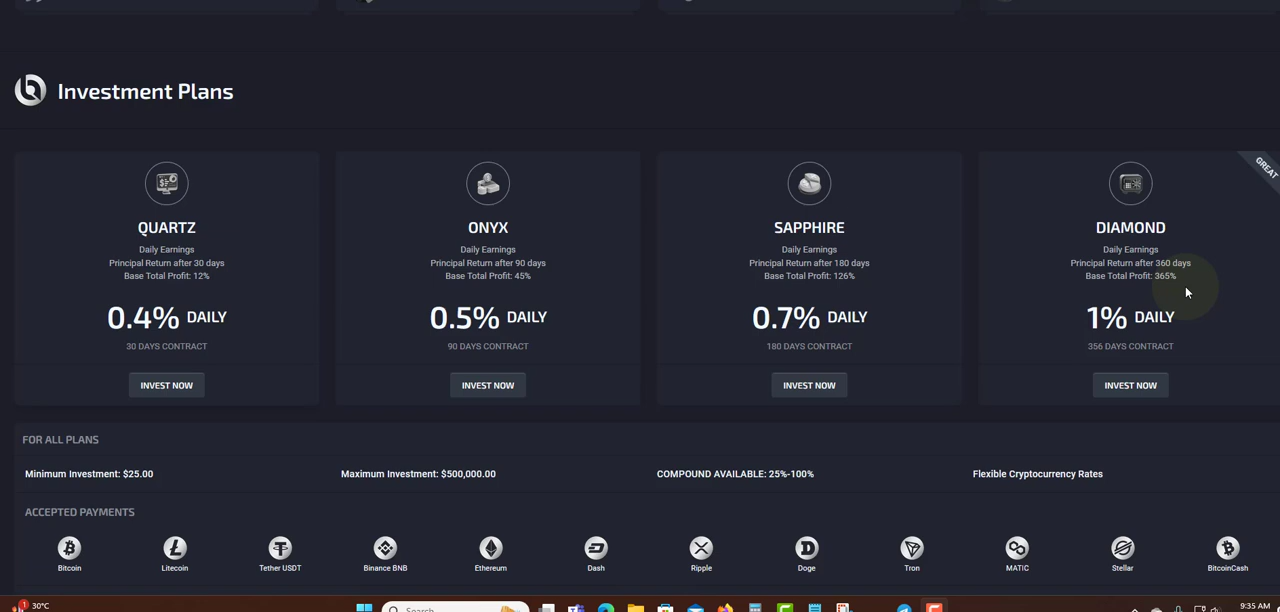 Investment Plans
GREAT
QUARTZ
Daily Earnings
Principal Return after 30 days
Base Total Profit: 12%
0.4% DAILY
30 DAYS CONTRACT
INVEST NOW
ONYX
Daily Earnings
Principal Return after 90 days
Base Total Profit: 45%
0.5% DAILY
90 DAYS CONTRACT
INVEST NOW
SAPPHIRE
Daily Earnings
Principal Return after 180 days
Base Total Profit: 126%
0.7% DAILY
180 DAYS CONTRACT
INVEST NOW
DIAMOND
Daily Earnings
Principal Return after 360 days
Base Total Profit: 365%
1% DAILY
356 DAYS CONTRACT
INVEST NOW
FOR ALL PLANS
Minimum Investment: $25.00
Maximum Investment: $500,000.00
COMPOUND AVAILABLE: 25%-100%
Flexible Cryptocurrency Rates
ACCEPTED PAYMENTS
Bitcoin
Litecoin
Tether USDT
Binance BNB
Ethereum
Dash
Ripple
Doge
Tron
MATIC
Stellar
BitcoinCash
1
30°C
Search
9:35 AM